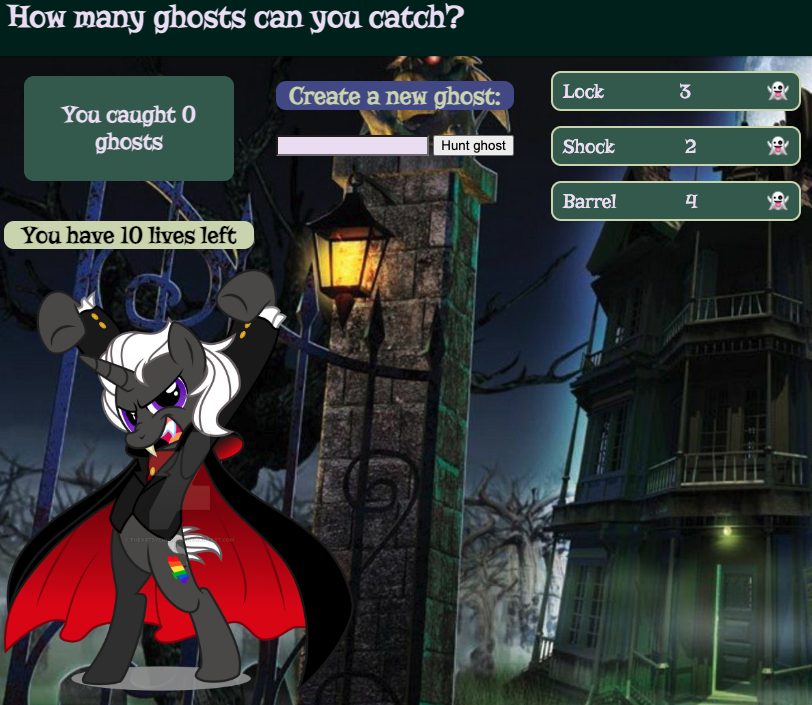 How many ghosts can you catch?
You caught 0
ghosts
Create a new ghost:
Hunt ghost
Lock 3
Shock 2
Barrel 4
You have 10 lives left